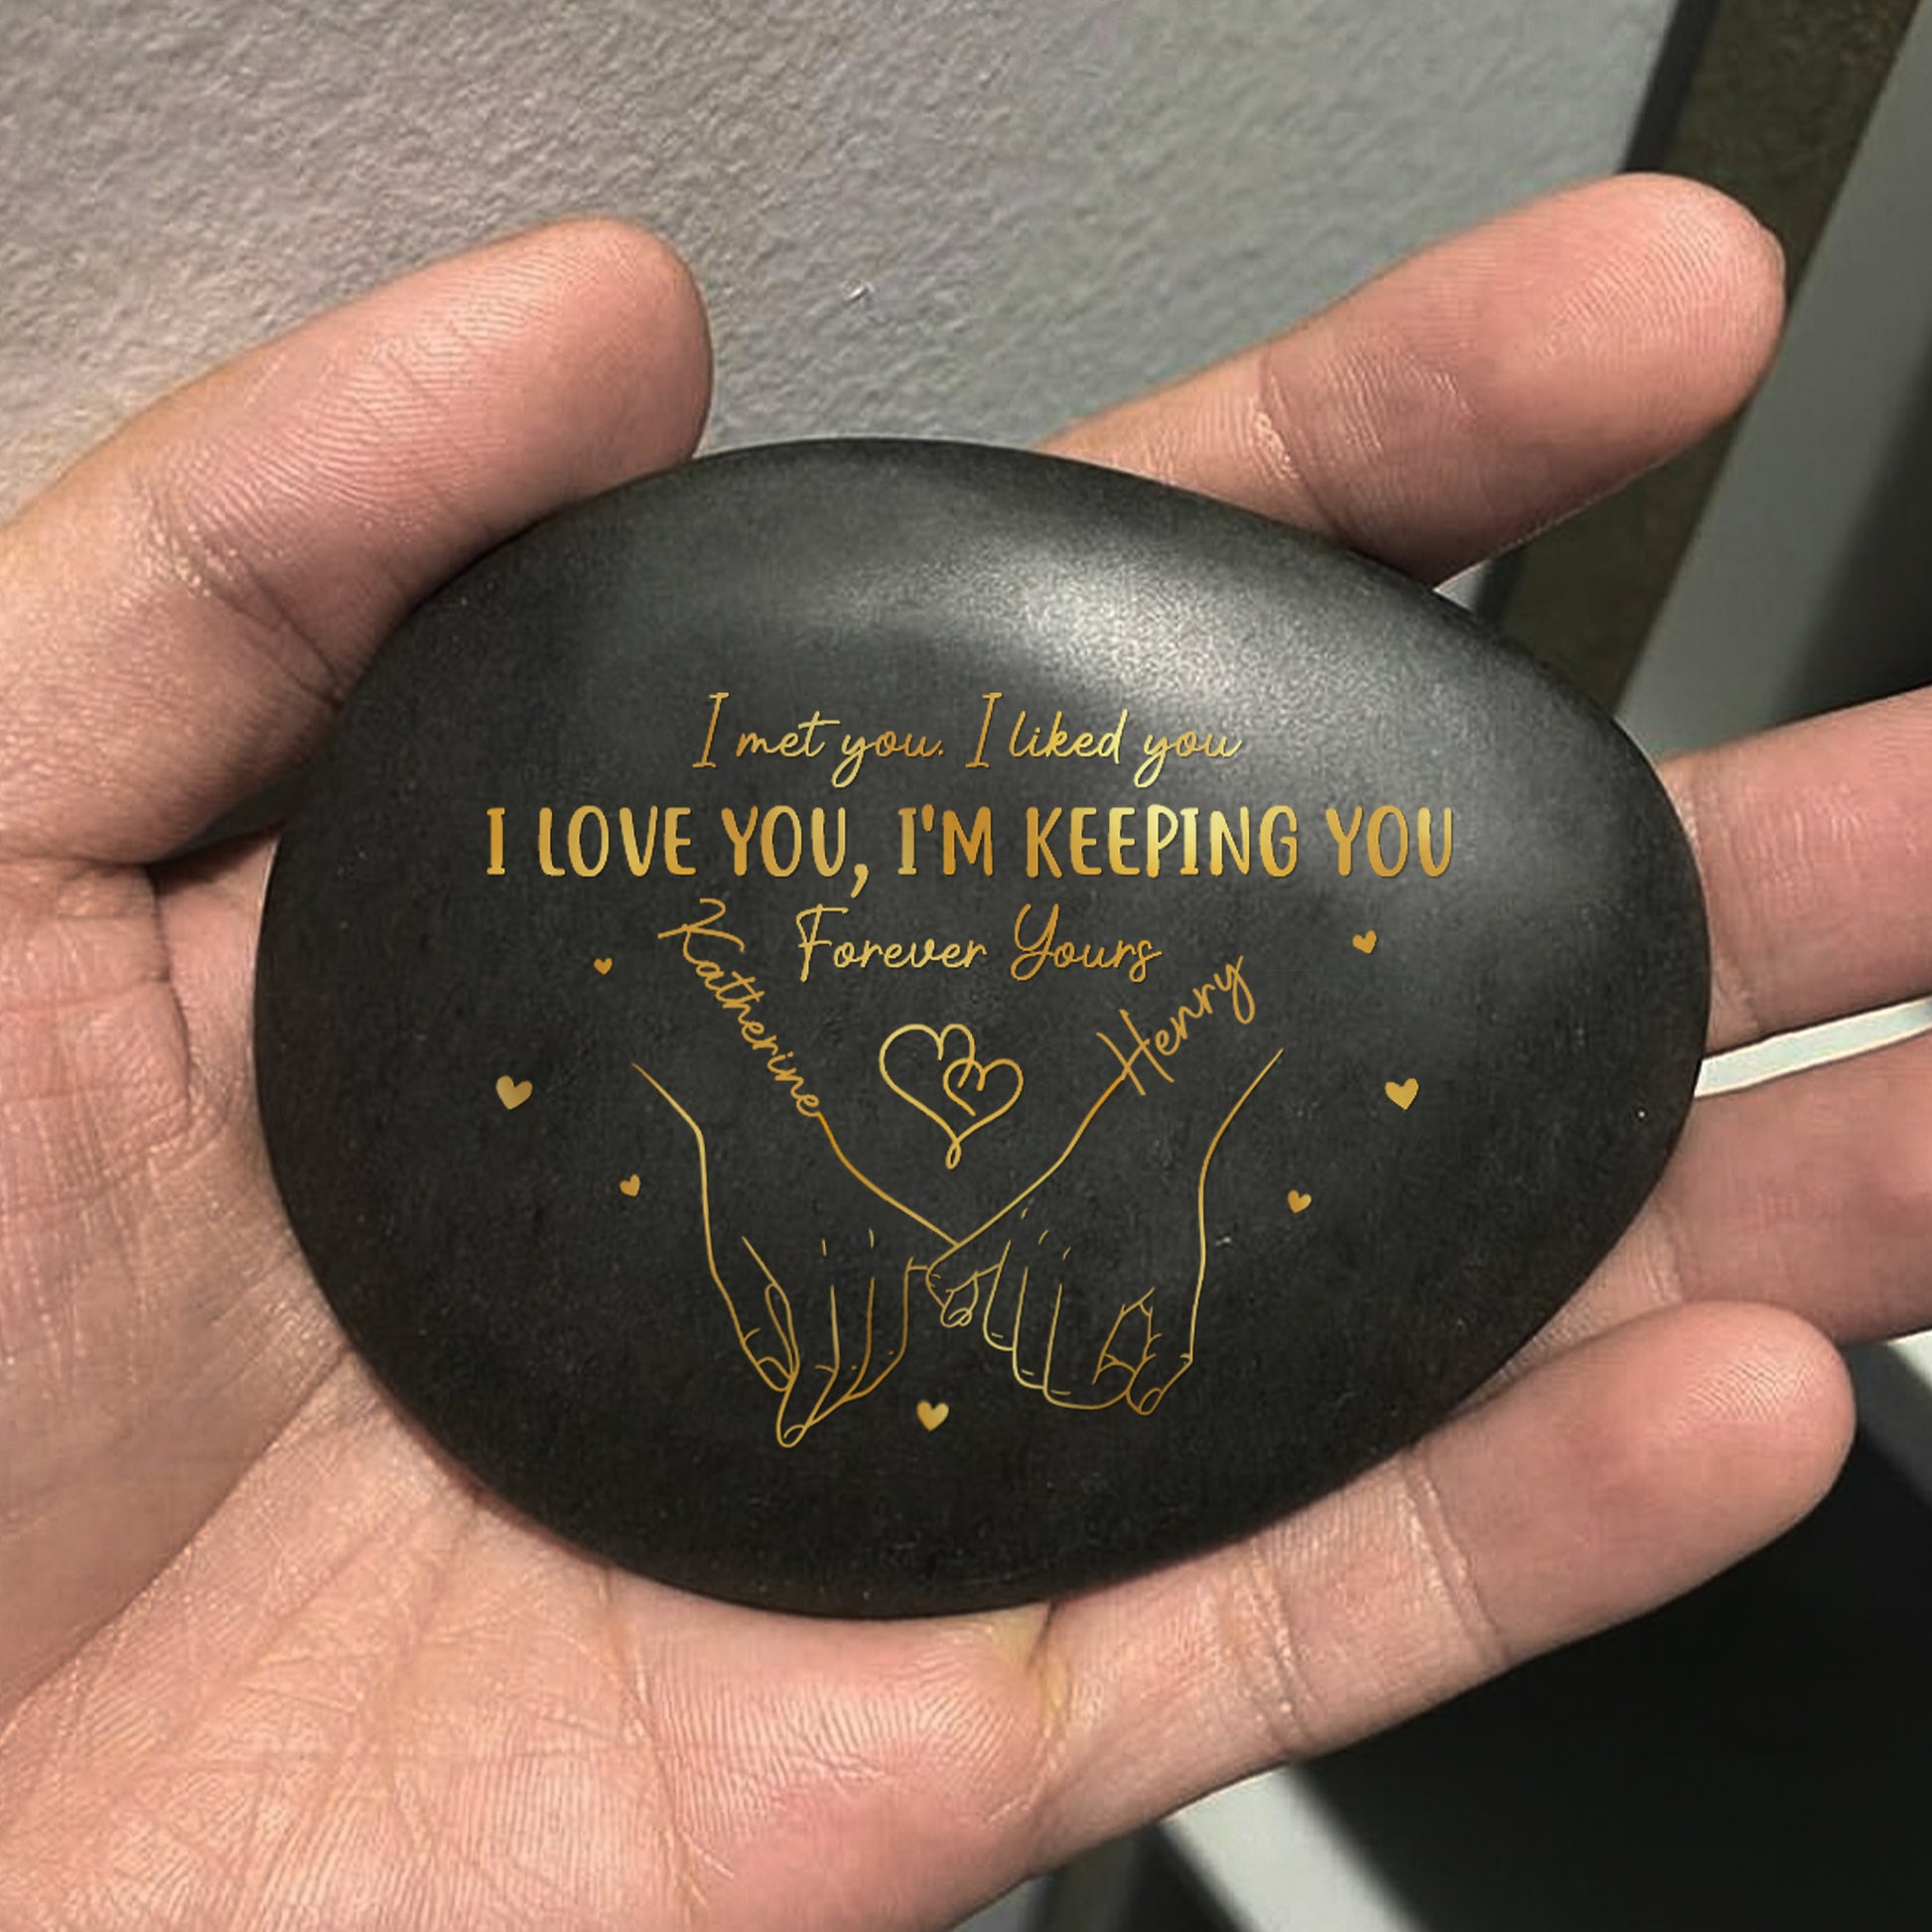 I met you. I liked you
I LOVE YOU, I'M KEEPING YOU
Forever Yours
Katherine
Henry